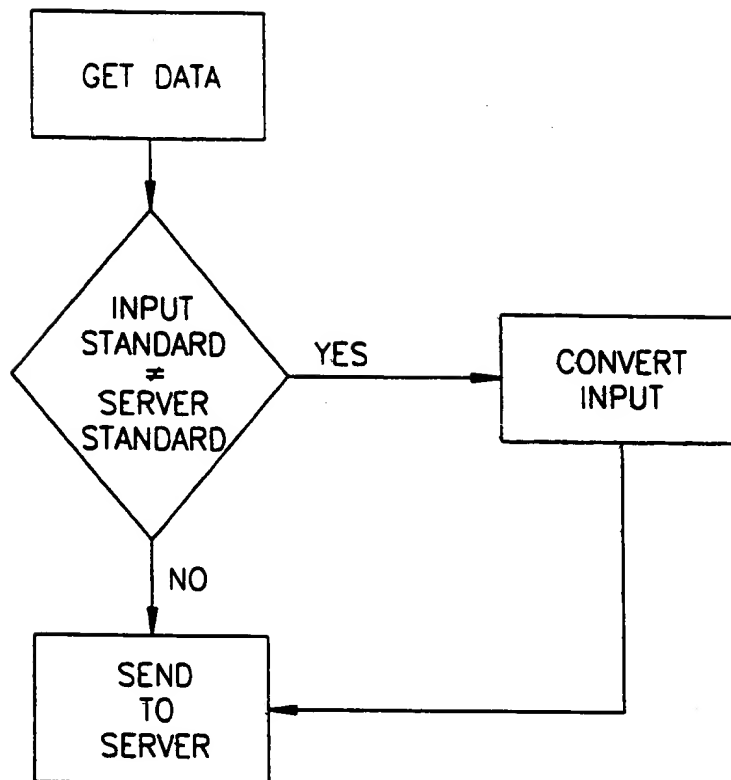 GET DATA
INPUT
STANDARD
≠
SERVER
STANDARD
YES
CONVERT
INPUT
NO
SEND
TO
SERVER